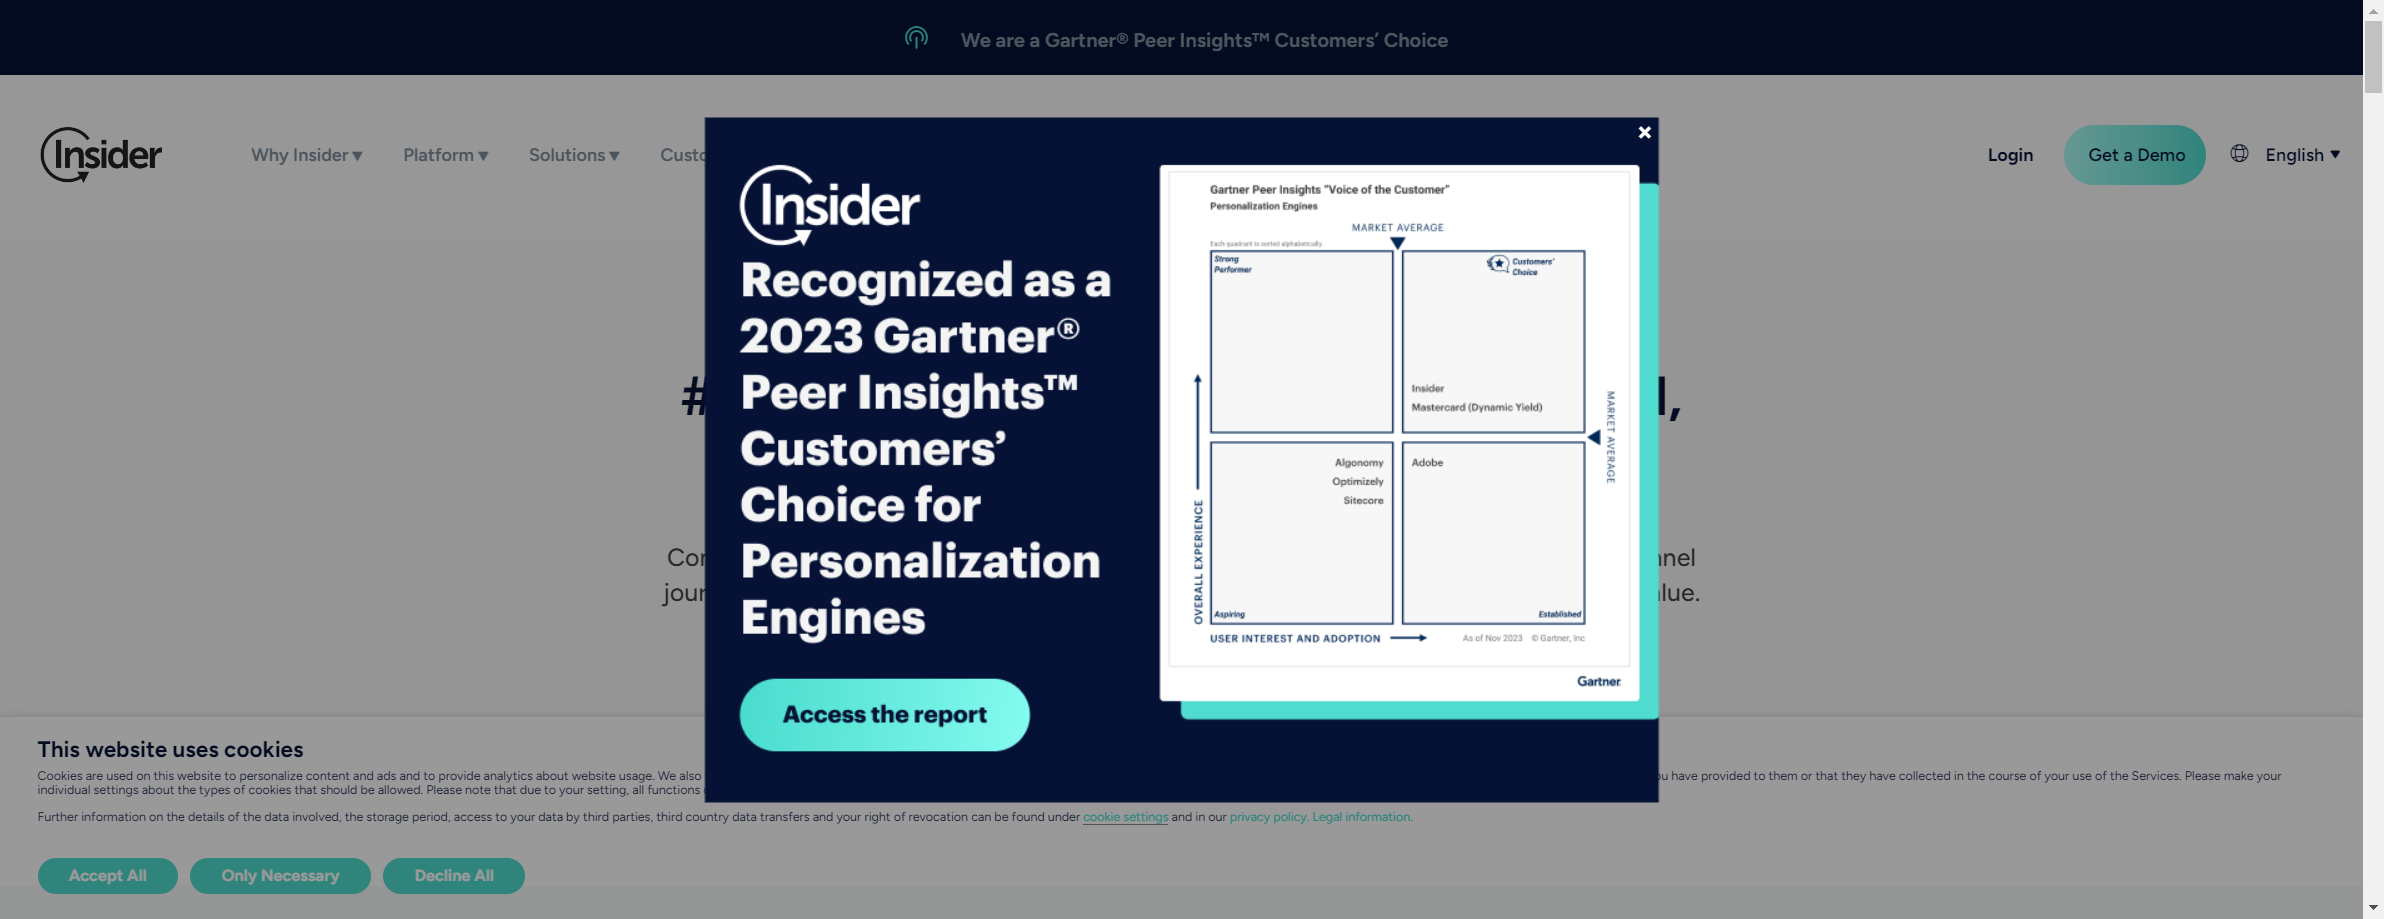 We are a Gartner® Peer Insights™ Customers’ Choice
Insider
Why Insider ▼
Platform ▼
Solutions ▼
Login
Get a Demo
English ▼
#
,
This website uses cookies
Cookies are used on this website to personalize content and ads and to provide analytics about website usage. We also
have provided to them or that they have collected in the course of your use of the Services. Please make your
individual settings about the types of cookies that should be allowed. Please note that due to your setting, all functions
Further information on the details of the data involved, the storage period, access to your data by third parties, third country data transfers and your right of revocation can be found under cookie settings and in our privacy policy. Legal information.
Accept All
Only Necessary
Decline All
Insider
Recognized as a
2023 Gartner®
Peer Insights™
Customers’
Choice for
Personalization
Engines
Access the report
Gartner Peer Insights “Voice of the Customer”
Personalization Engines
MARKET AVERAGE
Each quadrant is sorted alphabetically.
Strong
Performer
Customers’
Choice
Insider
Mastercard (Dynamic Yield)
MARKET AVERAGE
Algonomy
Optimizely
Sitecore
Adobe
OVERALL EXPERIENCE
Aspiring
Established
USER INTEREST AND ADOPTION
As of Nov 2023 © Gartner, Inc
Gartner